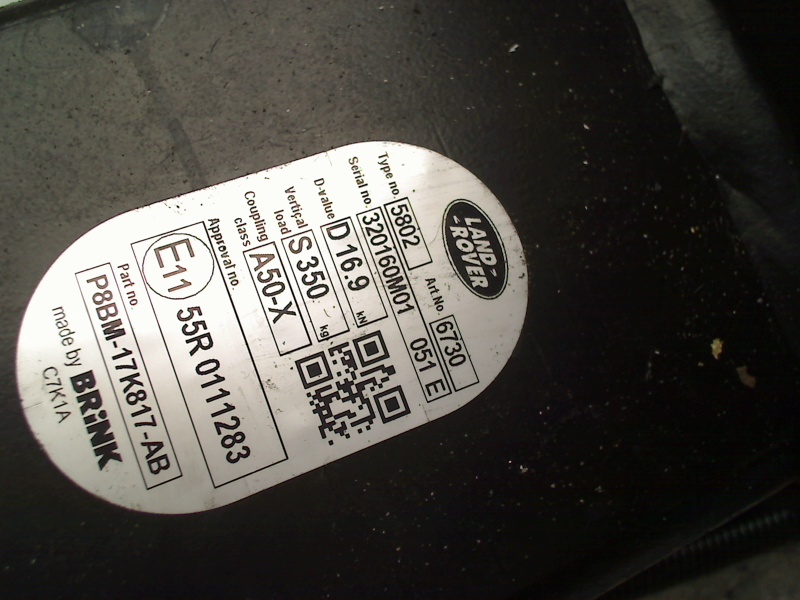 LAND-
-ROVER
Type no. 5802 Art.No. 6730
Serial no. 320160M01 051 E
D-value D 16.9 kN
Vertical load S 350 kg
Coupling class A50-X
Approval no.
E11 55R 0111283
Part no.
P8BM-17K817-AB
made by BRiNK
C7K1A